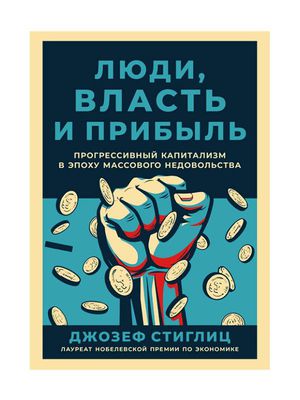 ЛЮДИ,
ВЛАСТЬ
И ПРИБЫЛЬ
ПРОГРЕССИВНЫЙ КАПИТАЛИЗМ
В ЭПОХУ МАССОВОГО НЕДОВОЛЬСТВА
ДЖОЗЕФ СТИГЛИЦ
ЛАУРЕАТ НОБЕЛЕВСКОЙ ПРЕМИИ ПО ЭКОНОМИКЕ